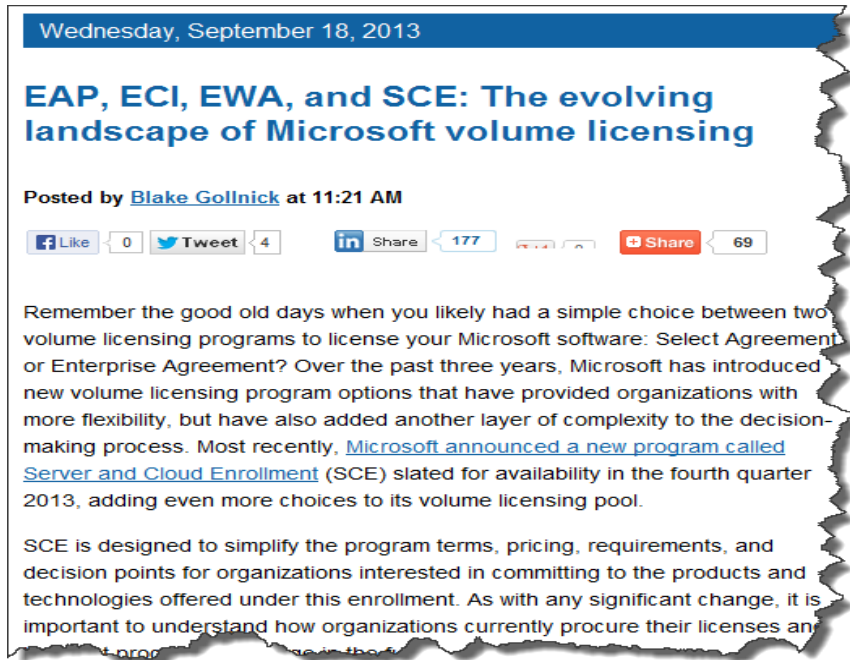 Wednesday, September 18, 2013
EAP, ECI, EWA, and SCE: The evolving
landscape of Microsoft volume licensing
Posted by Blake Gollnick at 11:21 AM
Like 0 Tweet 4 in Share 177 Share 69
Remember the good old days when you likely had a simple choice between two
volume licensing programs to license your Microsoft software: Select Agreement
or Enterprise Agreement? Over the past three years, Microsoft has introduced
new volume licensing program options that have provided organizations with
more flexibility, but have also added another layer of complexity to the decision-
making process. Most recently, Microsoft announced a new program called
Server and Cloud Enrollment (SCE) slated for availability in the fourth quarter
2013, adding even more choices to its volume licensing pool.
SCE is designed to simplify the program terms, pricing, requirements, and
decision points for organizations interested in committing to the products and
technologies offered under this enrollment. As with any significant change, it is
important to understand how organizations currently procure their licenses and
in the